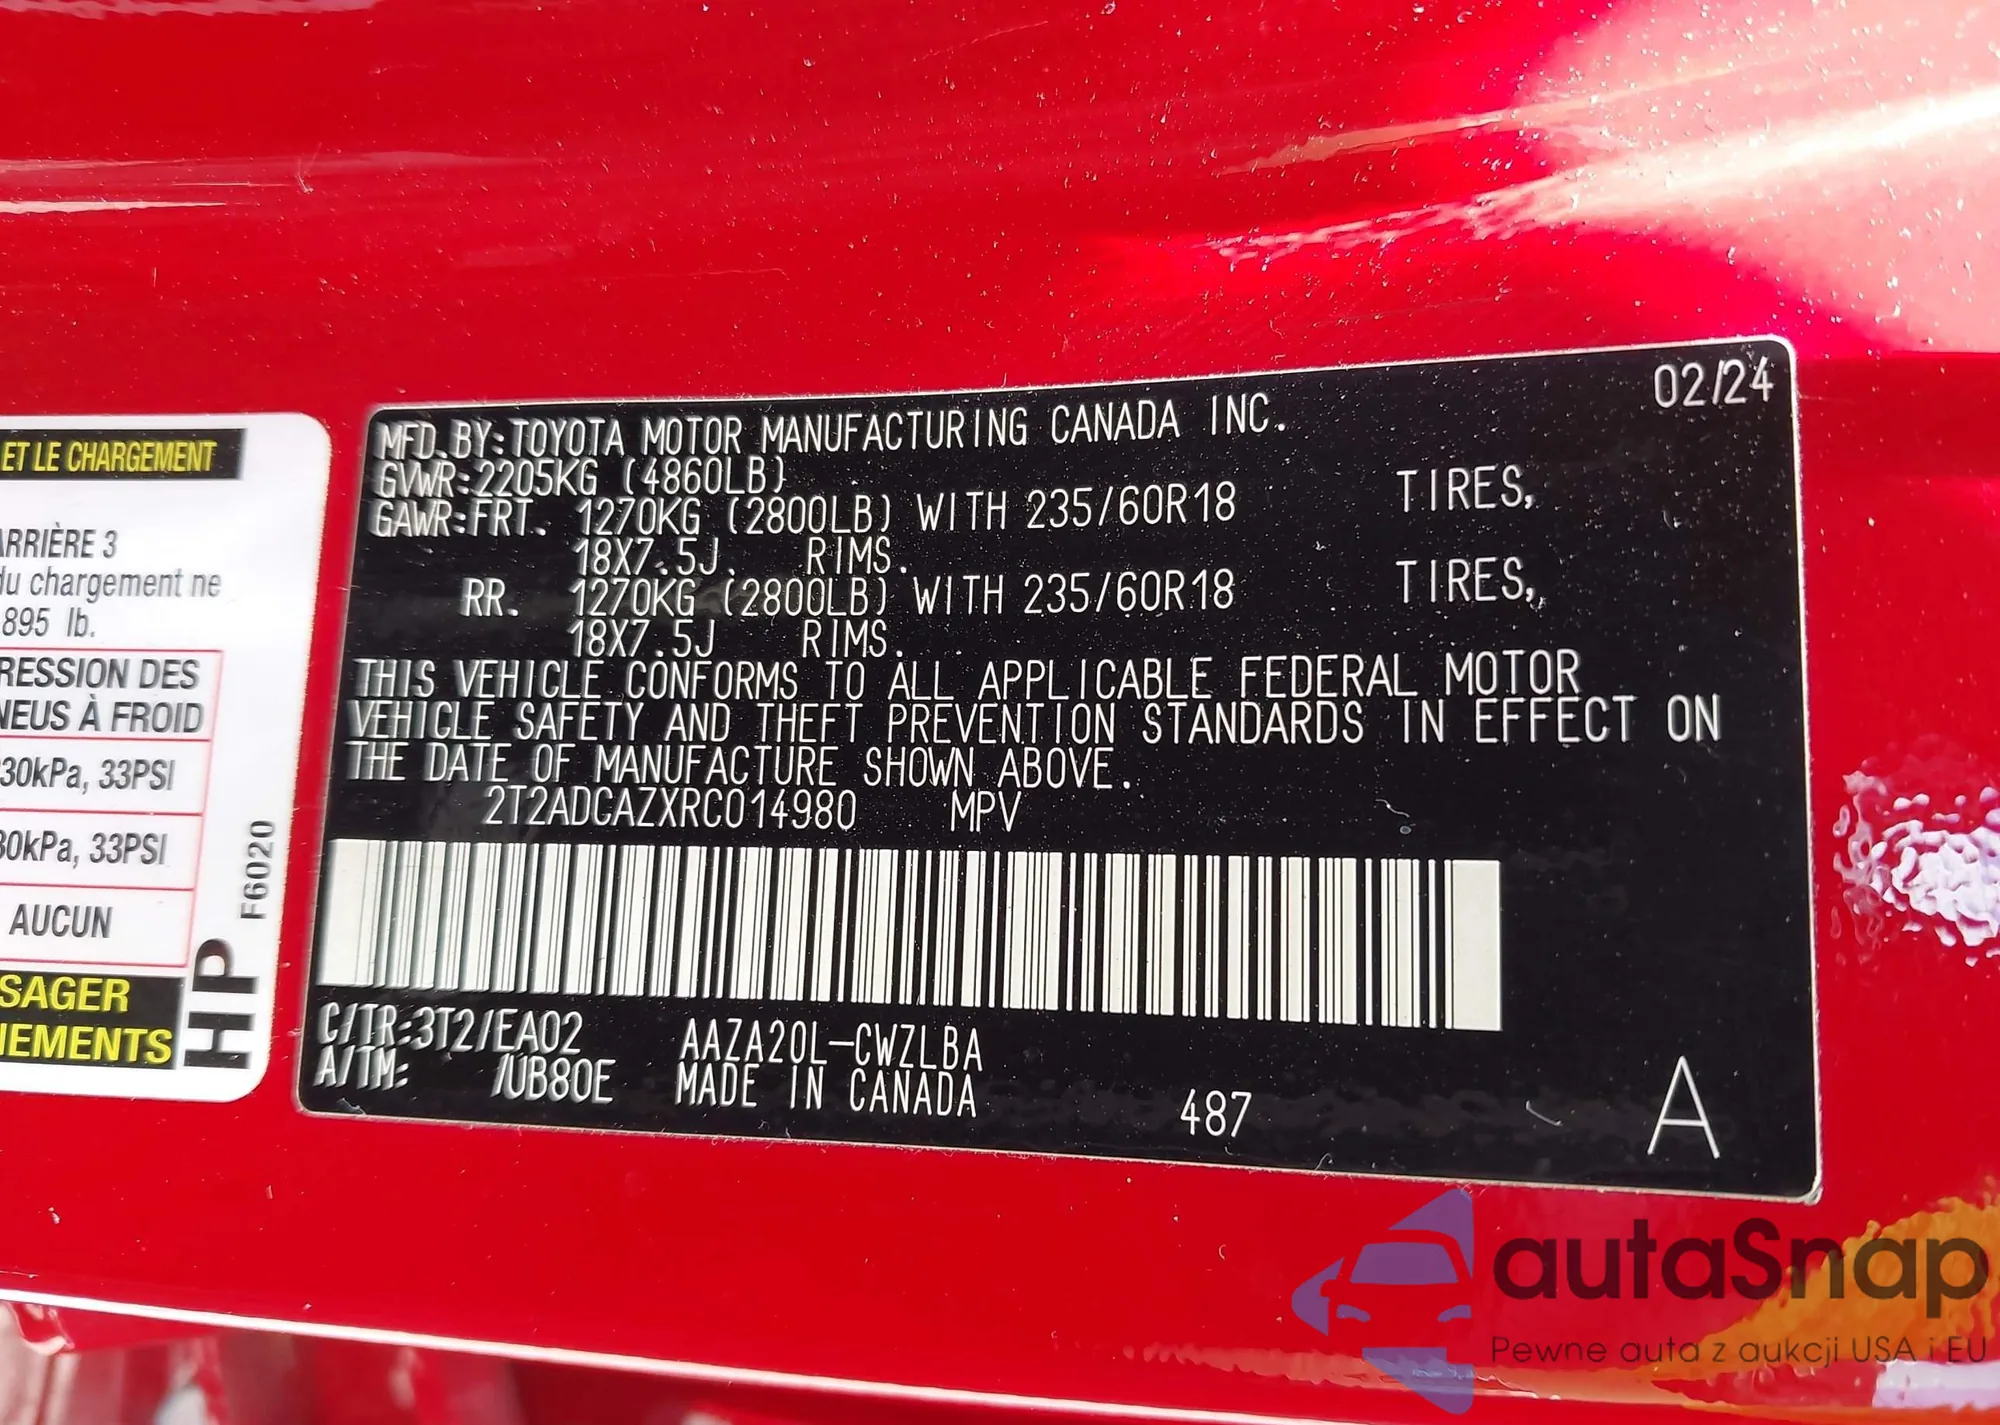 02/24
MFD.BY:TOYOTA MOTOR MANUFACTURING CANADA INC.
GVWR:2205KG (4860LB)
GAWR:FRT. 1270KG (2800LB) WITH 235/60R18 TIRES,
18X7.5J RIMS.
RR. 1270KG (2800LB) WITH 235/60R18 TIRES,
18X7.5J RIMS.
THIS VEHICLE CONFORMS TO ALL APPLICABLE FEDERAL MOTOR
VEHICLE SAFETY AND THEFT PREVENTION STANDARDS IN EFFECT ON
THE DATE OF MANUFACTURE SHOWN ABOVE.
2T2ADCAZXRC014980 MPV
C/TR:3T2/EA02 AAZA20L-CWZLBA
A/TM: /UB80E MADE IN CANADA 487 A
ET LE CHARGEMENT
ARRIÈRE 3
du chargement ne
895 lb.
RESSION DES
NEUS À FROID
30kPa, 33PSI
30kPa, 33PSI
AUCUN
SAGER
NEMENTS
F6020
HP
autaSnap
Pewne auta z aukcji USA i EU